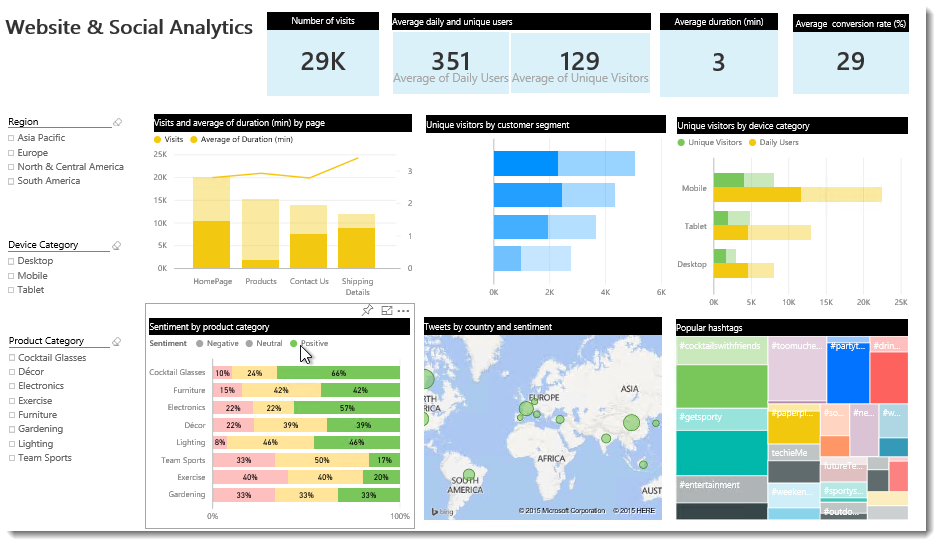 Website & Social Analytics
Number of visits
29K
Average daily and unique users
351
Average of Daily Users
129
Average of Unique Visitors
Average duration (min)
3
Average conversion rate (%)
29
Region
Asia Pacific
Europe
North & Central America
South America
Device Category
Desktop
Mobile
Tablet
Product Category
Cocktail Glasses
Décor
Electronics
Exercise
Furniture
Gardening
Lighting
Team Sports
Visits and average of duration (min) by page
Visits
Average of Duration (min)
25K
20K
15K
10K
5K
0K
3
2
1
0
HomePage
Products
Contact Us
Shipping
Details
Unique visitors by customer segment
0K
2K
4K
6K
Unique visitors by device category
Unique Visitors
Daily Users
Mobile
Tablet
Desktop
0K
5K
10K
15K
20K
25K
Sentiment by product category
Sentiment
Negative
Neutral
Positive
Cocktail Glasses 10% 24% 66%
Furniture 15% 42% 42%
Electronics 22% 22% 57%
Décor 22% 39% 39%
Lighting 8% 46% 46%
Team Sports 33% 50% 17%
Exercise 40% 40% 20%
Gardening 33% 33% 33%
0%
100%
Tweets by country and sentiment
ASIA
EUROPE
AFRICA
SOUTH
AMERICA
AUST
bing
© 2015 Microsoft Corporation © 2015 HERE
Popular hashtags
#cocktailswithfriends
#toomuche...
#partyt...
#drin...
#getsporty
#paperpl...
#so...
#ne...
#w...
techieMe
futureTe...
#entertainment
#weeken...
#sportys...
#outdo...